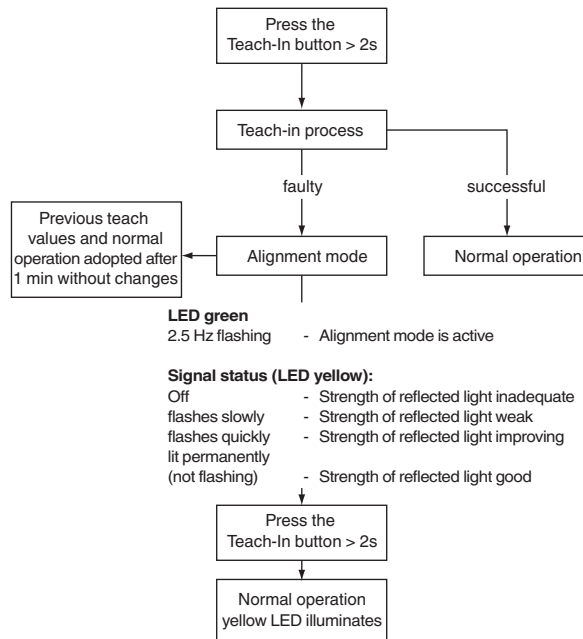 Press the
Teach-In button > 2s
Teach-in process
faulty
successful
Previous teach
values and normal
operation adopted after
1 min without changes
Alignment mode
Normal operation
LED green
2.5 Hz flashing - Alignment mode is active
Signal status (LED yellow):
Off - Strength of reflected light inadequate
flashes slowly - Strength of reflected light weak
flashes quickly - Strength of reflected light improving
lit permanently
(not flashing) - Strength of reflected light good
Press the
Teach-In button > 2s
Normal operation
yellow LED illuminates